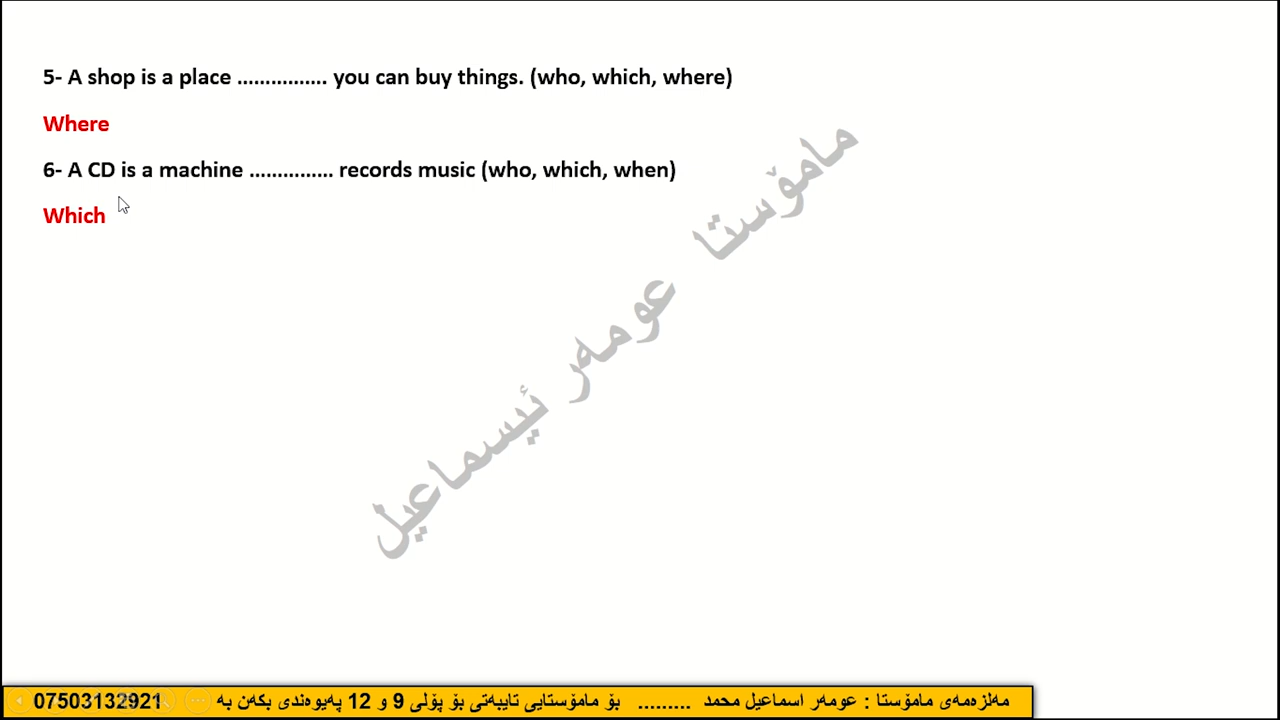 5- A shop is a place ................ you can buy things. (who, which, where)
Where
6- A CD is a machine ............... records music (who, which, when)
Which
مامۆستا عومەر ئیسماعیل
مەلزەمەی مامۆستا : عومەر اسماعیل محمد ......... بۆ مامۆستایی تایبەتی بۆ پۆلی 9 و 12 پەیوەندی بکەن بە 07503132921